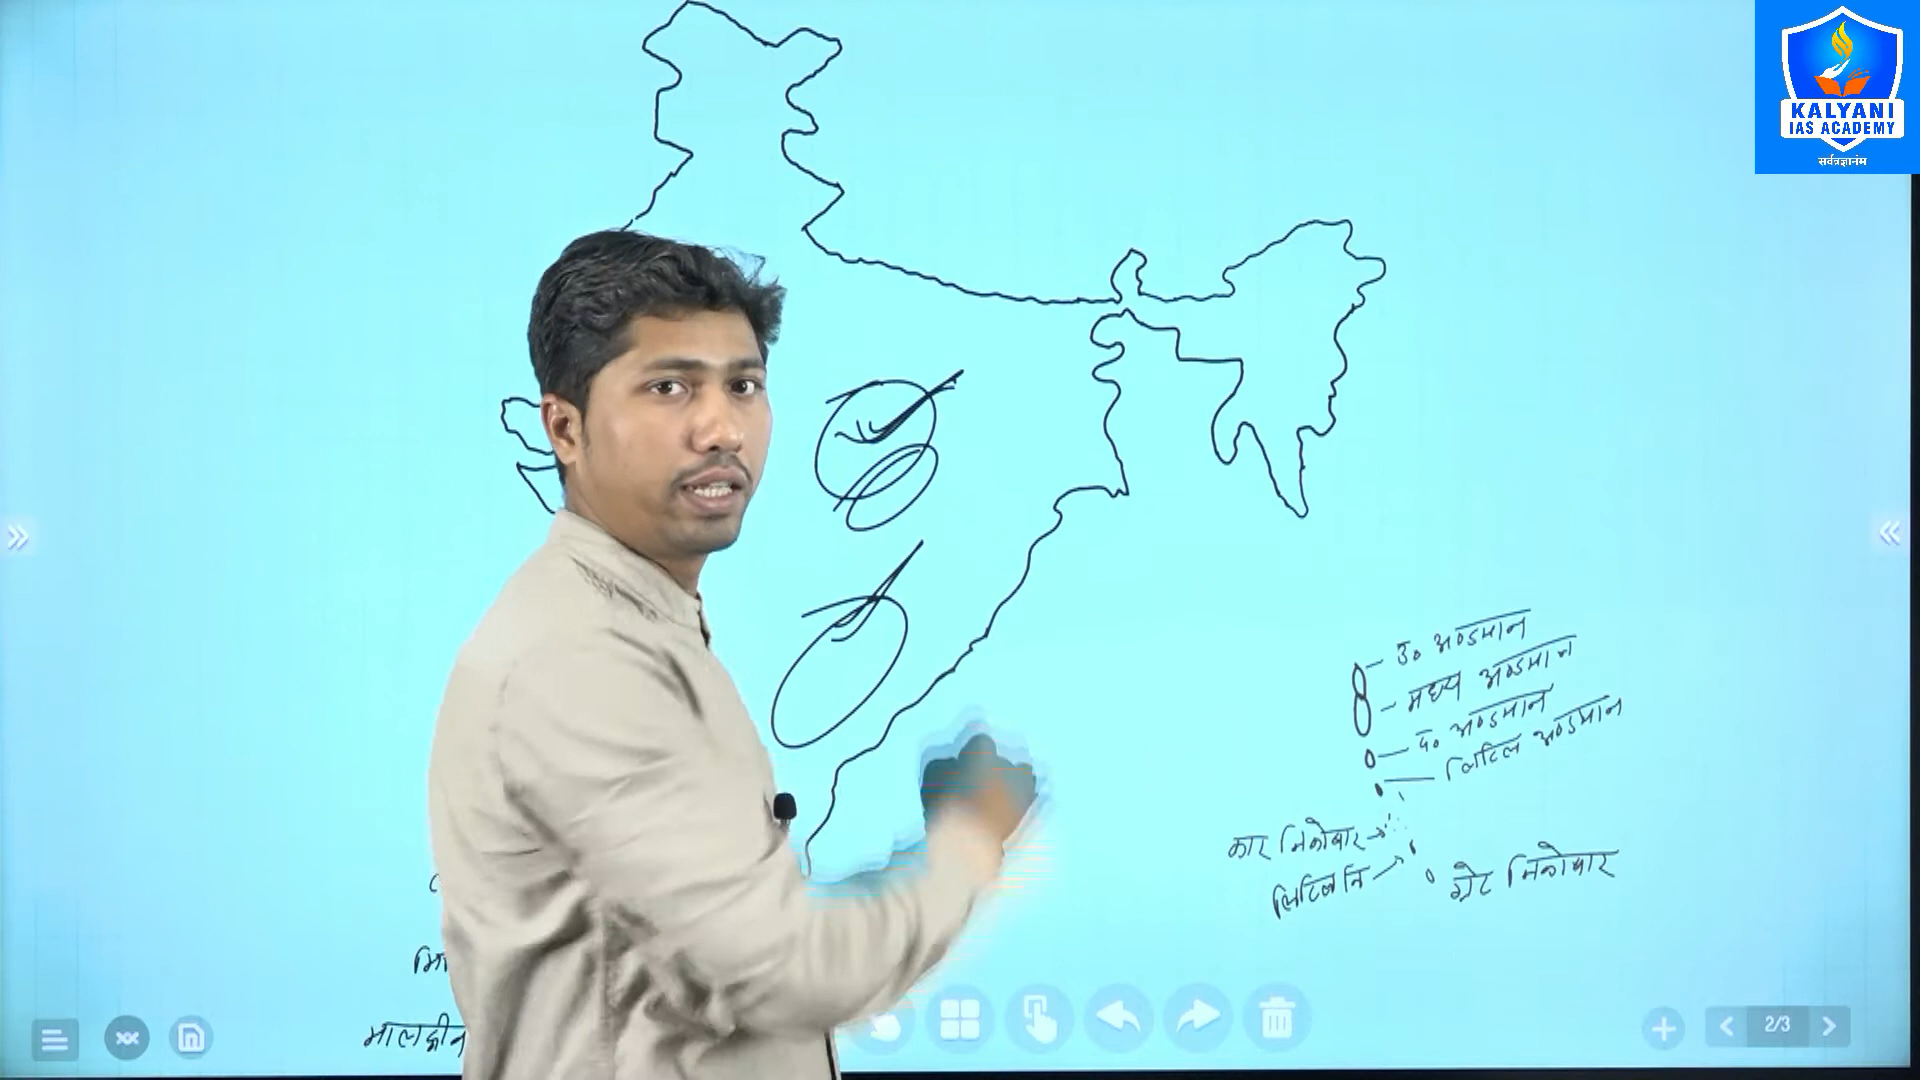 KALYANI
IAS ACADEMY
सर्वत्रज्ञानंम
उ० अण्डमान
मध्य अण्डमान
द० अण्डमान
लिटिल अण्डमान
कार निकोबार
लिटिल नि
ग्रेट निकोबार
मि
मालद्वीव
2/3